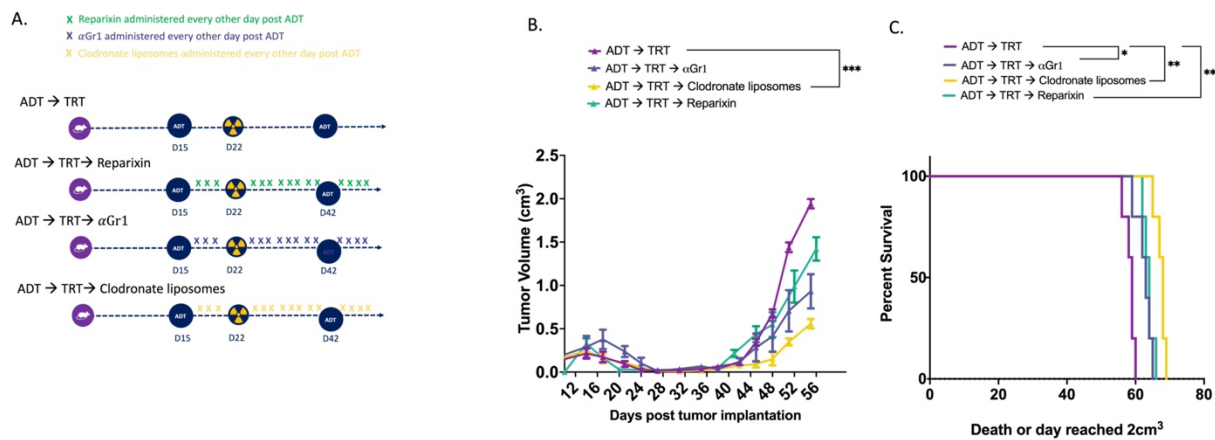 A.
X Reparixin administered every other day post ADT
X αGr1 administered every other day post ADT
X Clodronate liposomes administered every other day post ADT
ADT → TRT
ADT
ADT
D15
D22
ADT → TRT→ Reparixin
X X X
X X X X X X X X
X X X X
ADT
ADT
D15
D22
D42
ADT → TRT→ αGr1
X X X
X X X X X X X X
X X X X
ADT
ADT
D15
D22
D42
ADT → TRT→ Clodronate liposomes
X X X
X X X X X X X X
X X X X
ADT
ADT
D15
D22
D42
B.
ADT → TRT
ADT → TRT → αGr1
ADT → TRT → Clodronate liposomes
ADT → TRT → Reparixin
***
Tumor Volume (cm3)
2.5
2.0
1.5
1.0
0.5
0.0
12 16 20 24 28 32 36 40 44 48 52 56
Days post tumor implantation
C.
ADT → TRT
ADT → TRT → αGr1
ADT → TRT → Clodronate liposomes
ADT → TRT → Reparixin
*
**
**
Percent Survival
100
50
0
0 20 40 60 80
Death or day reached 2cm3